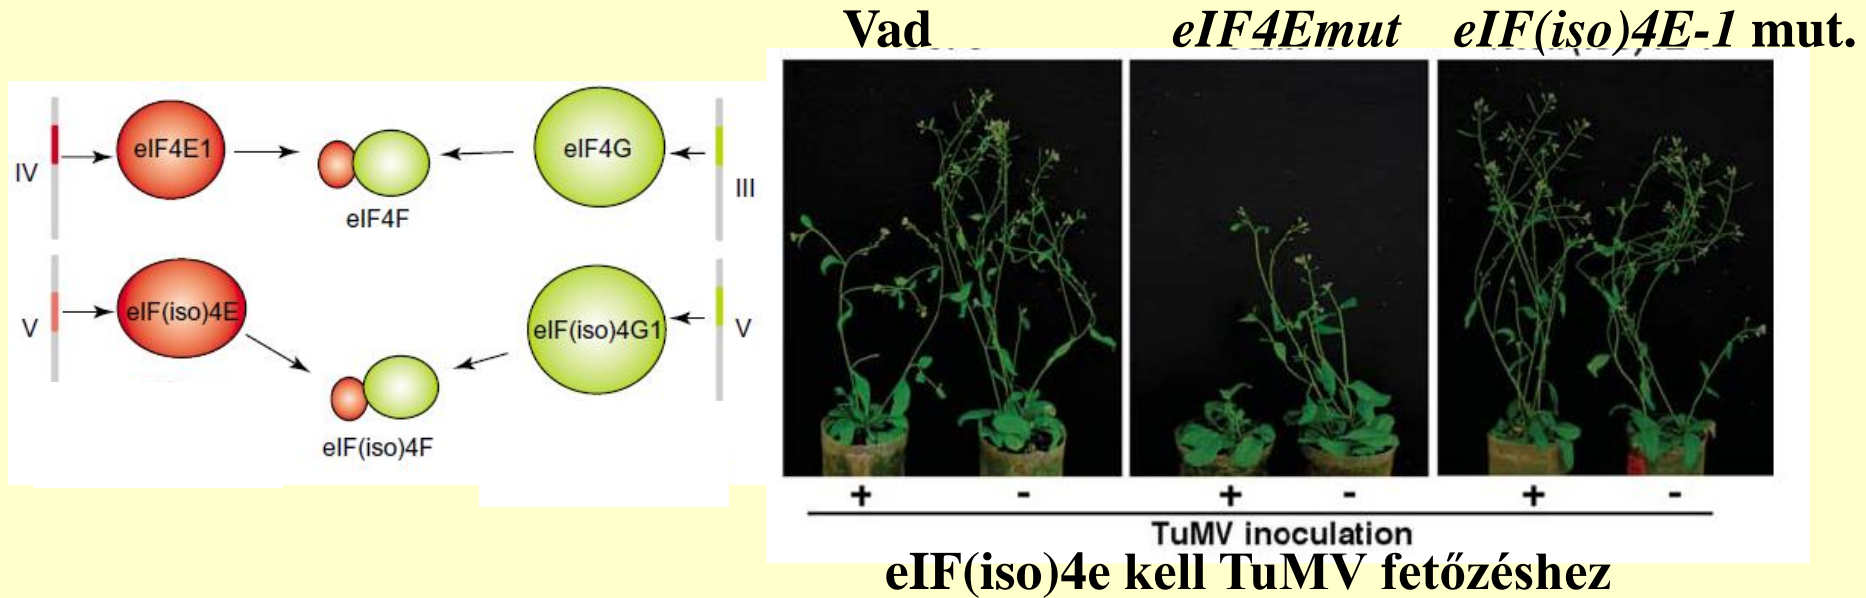 Vad eIF4Emut eIF(iso)4E-1 mut.
IV eIF4E1 eIF4G III
eIF4F
V eIF(iso)4E eIF(iso)4G1 V
eIF(iso)4F
+ - + - + -
TuMV inoculation
eIF(iso)4e kell TuMV fetőzéshez